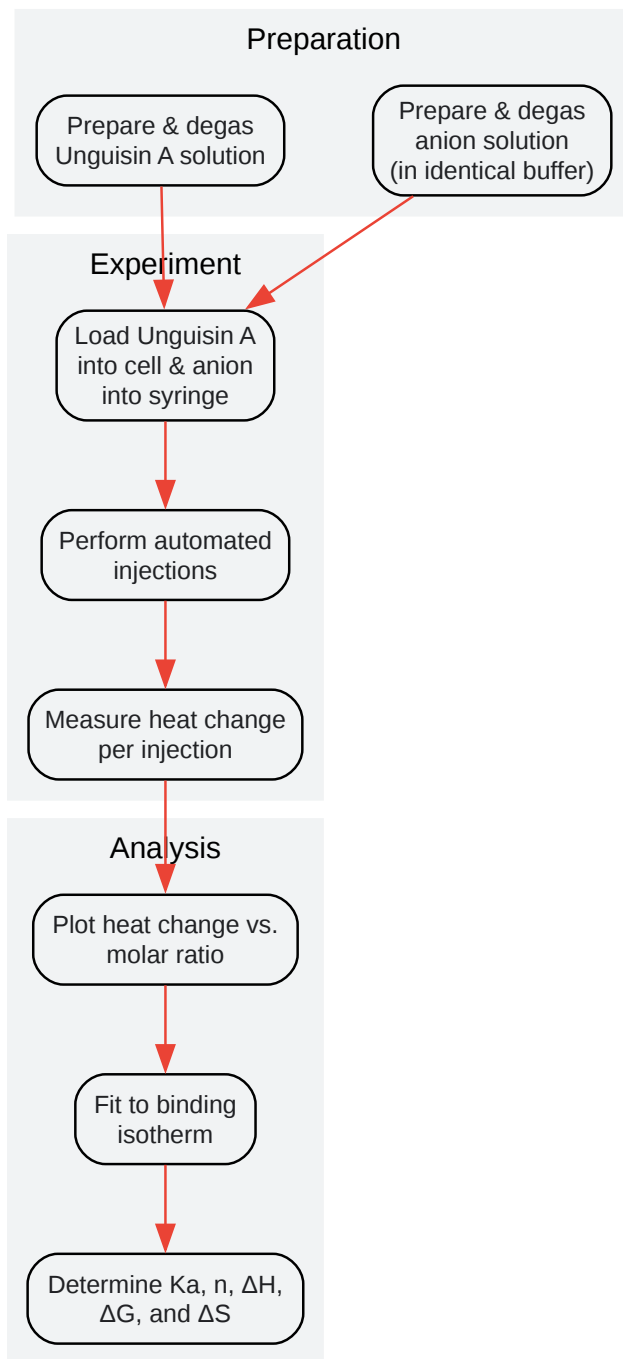 Preparation
Prepare & degas
Unguisin A solution
Prepare & degas
anion solution
(in identical buffer)
Experiment
Load Unguisin A
into cell & anion
into syringe
Perform automated
injections
Measure heat change
per injection
Analysis
Plot heat change vs.
molar ratio
Fit to binding
isotherm
Determine Ka, n, ΔH,
ΔG, and ΔS